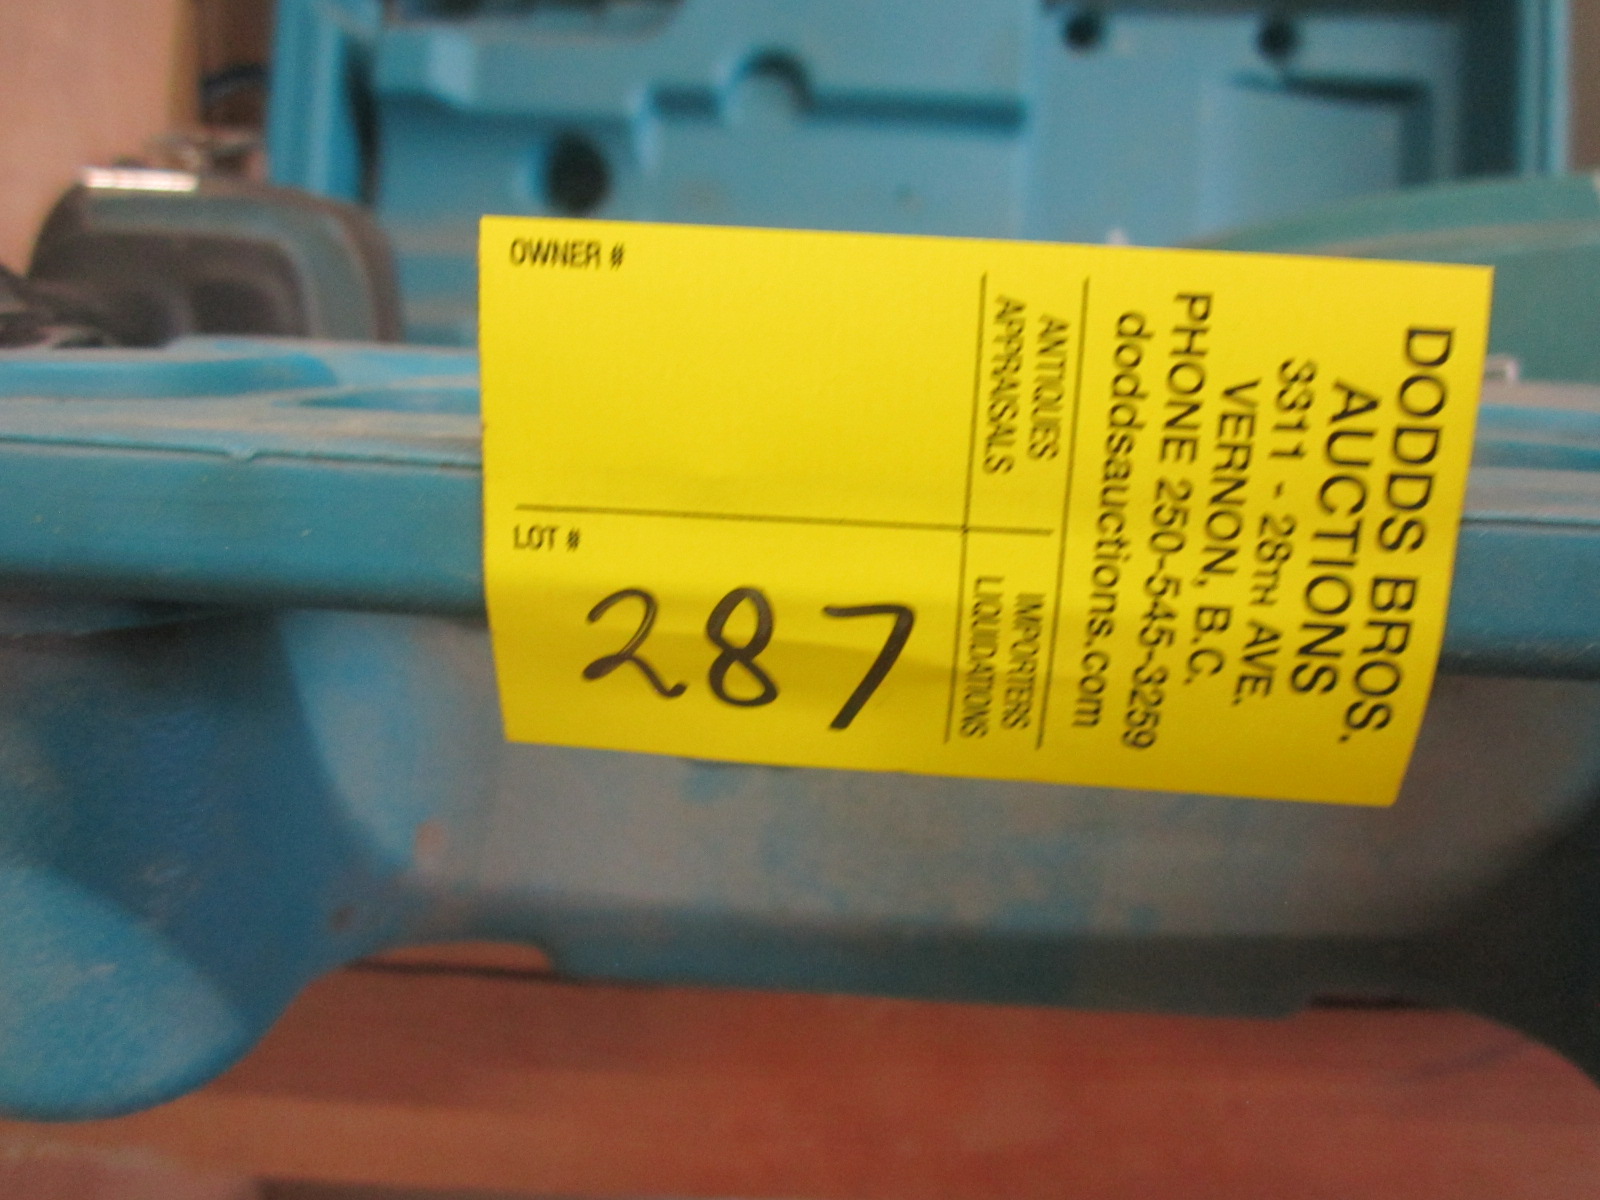 DODDS BROS.
AUCTIONS
3311 - 28TH AVE.
VERNON, B.C.
PHONE 250-545-3259
doddsauctions.com
ANTIQUES
APPRAISALS
IMPORTERS
LIQUIDATIONS
OWNER #
LOT #
287